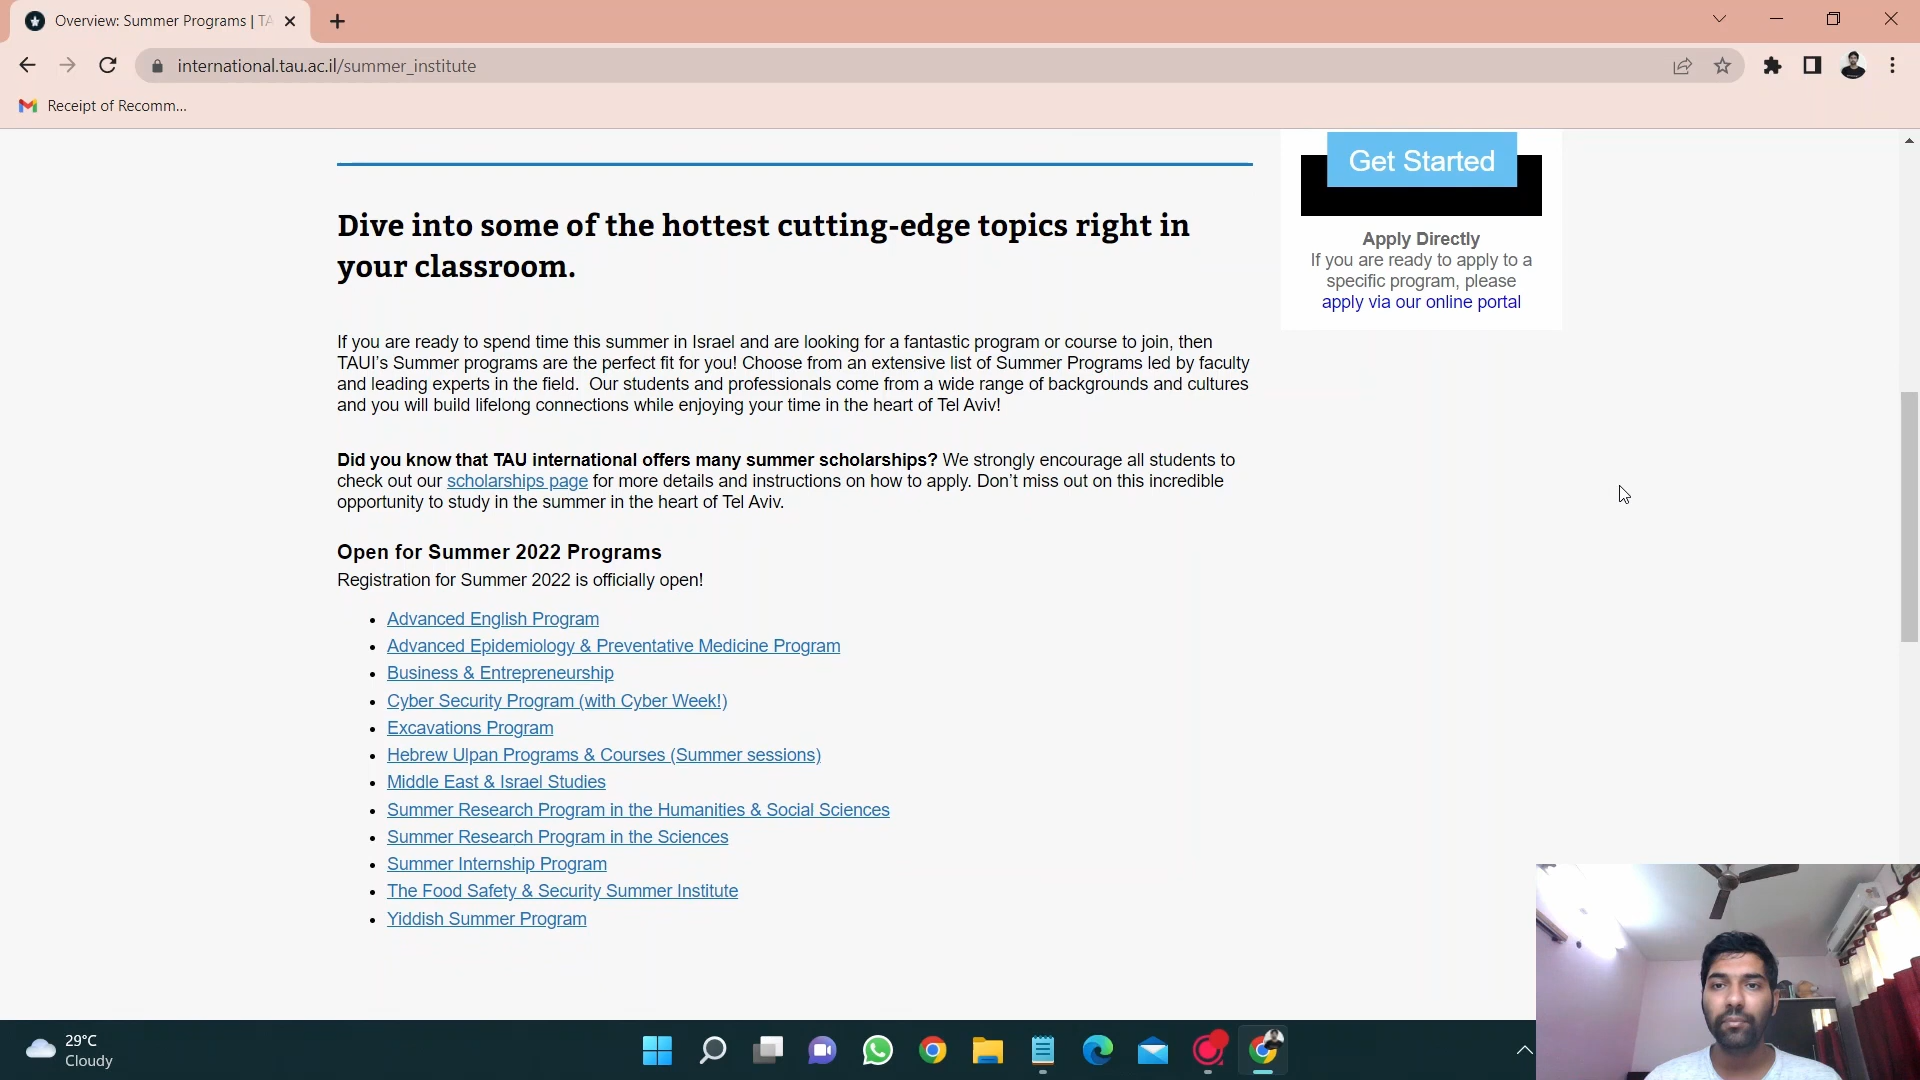 Overview: Summer Programs | TA
international.tau.ac.il/summer_institute
Receipt of Recomm...
Get Started
Dive into some of the hottest cutting-edge topics right in
your classroom.
Apply Directly
If you are ready to apply to a
specific program, please
apply via our online portal
If you are ready to spend time this summer in Israel and are looking for a fantastic program or course to join, then
TAUI's Summer programs are the perfect fit for you! Choose from an extensive list of Summer Programs led by faculty
and leading experts in the field.  Our students and professionals come from a wide range of backgrounds and cultures
and you will build lifelong connections while enjoying your time in the heart of Tel Aviv!
Did you know that TAU international offers many summer scholarships? We strongly encourage all students to
check out our scholarships page for more details and instructions on how to apply. Don't miss out on this incredible
opportunity to study in the summer in the heart of Tel Aviv.
Open for Summer 2022 Programs
Registration for Summer 2022 is officially open!
Advanced English Program
Advanced Epidemiology & Preventative Medicine Program
Business & Entrepreneurship
Cyber Security Program (with Cyber Week!)
Excavations Program
Hebrew Ulpan Programs & Courses (Summer sessions)
Middle East & Israel Studies
Summer Research Program in the Humanities & Social Sciences
Summer Research Program in the Sciences
Summer Internship Program
The Food Safety & Security Summer Institute
Yiddish Summer Program
29°C
Cloudy